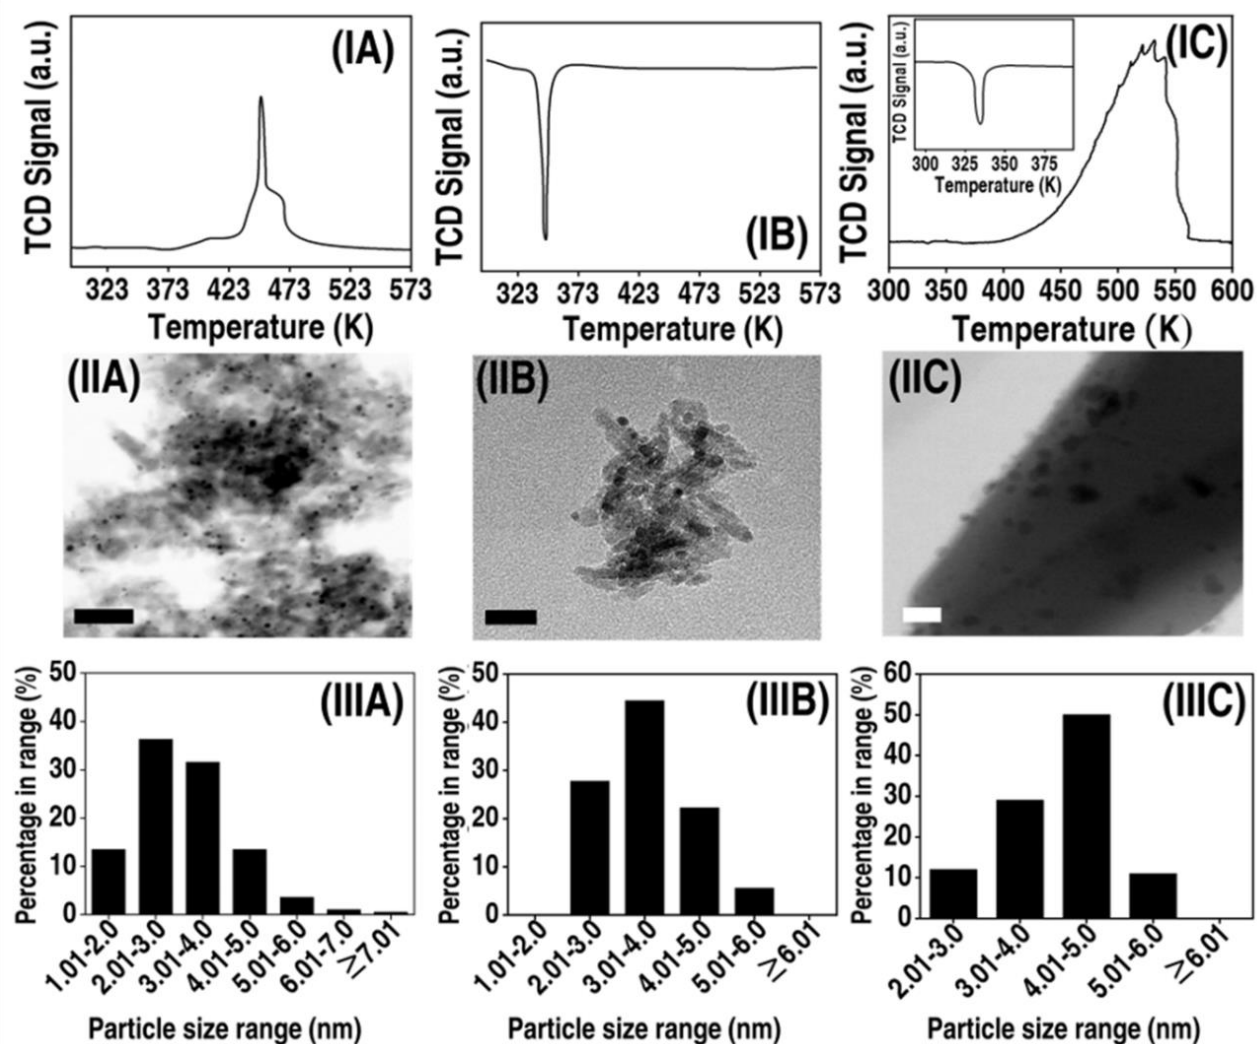 (IA)
TCD Signal (a.u.)
323 373 423 473 523 573
Temperature (K)
(IB)
TCD Signal (a.u.)
323 373 423 473 523 573
Temperature (K)
(IC)
TCD Signal (a.u.)
TCD Signal (a.u.)
300 325 350 375
Temperature (K)
300 350 400 450 500 550 600
Temperature (K)
(IIA)
(IIB)
(IIC)
(IIIA)
Percentage in range (%)
50
40
30
20
10
0
1.01-2.0
2.01-3.0
3.01-4.0
4.01-5.0
5.01-6.0
6.01-7.0
≥7.01
Particle size range (nm)
(IIIB)
Percentage in range (%)
50
40
30
20
10
0
1.01-2.0
2.01-3.0
3.01-4.0
4.01-5.0
5.01-6.0
≥6.01
Particle size range (nm)
(IIIC)
Percentage in range (%)
60
50
40
30
20
10
0
2.01-3.0
3.01-4.0
4.01-5.0
5.01-6.0
≥6.01
Particle size range (nm)